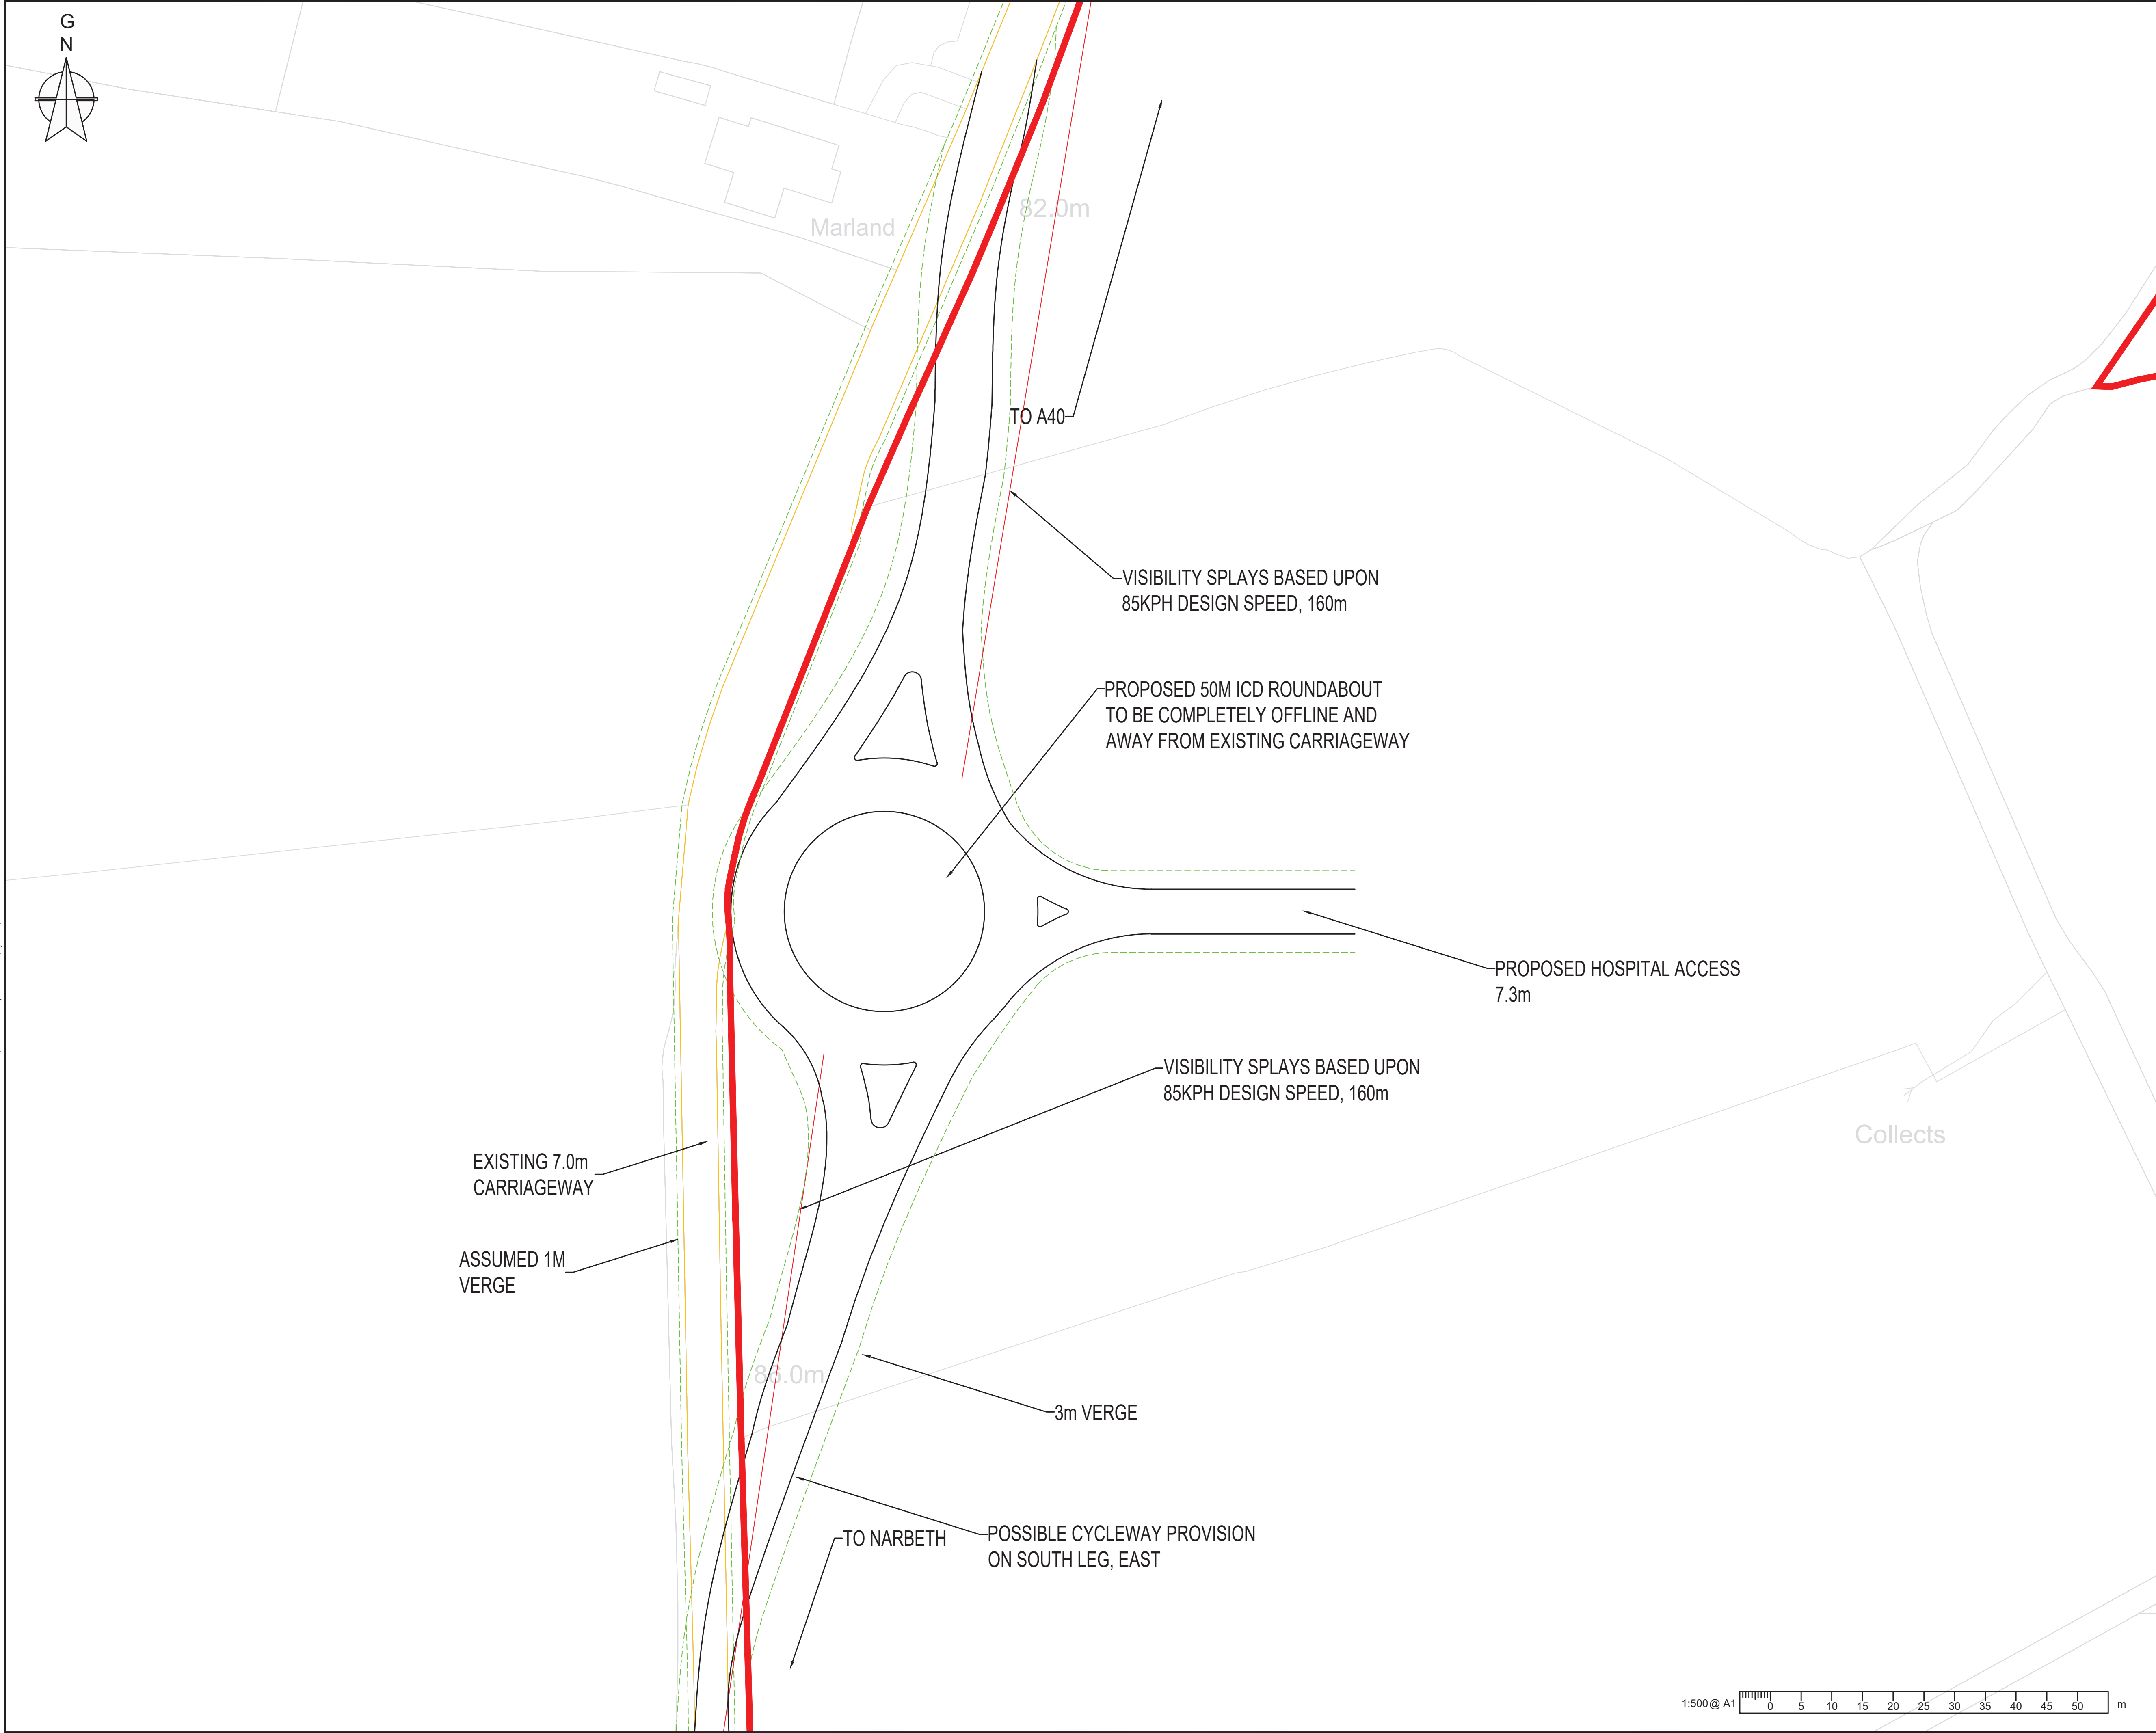 G
N
Marland
82.0m
TO A40
VISIBILITY SPLAYS BASED UPON
85KPH DESIGN SPEED, 160m
PROPOSED 50M ICD ROUNDABOUT
TO BE COMPLETELY OFFLINE AND
AWAY FROM EXISTING CARRIAGEWAY
PROPOSED HOSPITAL ACCESS
7.3m
VISIBILITY SPLAYS BASED UPON
85KPH DESIGN SPEED, 160m
Collects
EXISTING 7.0m
CARRIAGEWAY
ASSUMED 1M
VERGE
86.0m
3m VERGE
TO NARBETH
POSSIBLE CYCLEWAY PROVISION
ON SOUTH LEG, EAST
1:500@ A1 0 5 10 15 20 25 30 35 40 45 50 m